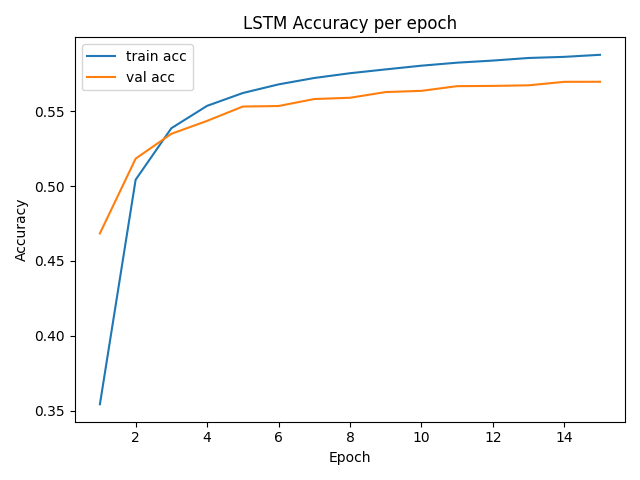 LSTM Accuracy per epoch
train acc
val acc
0.55
0.50
0.45
0.40
0.35
Accuracy
2 4 6 8 10 12 14
Epoch